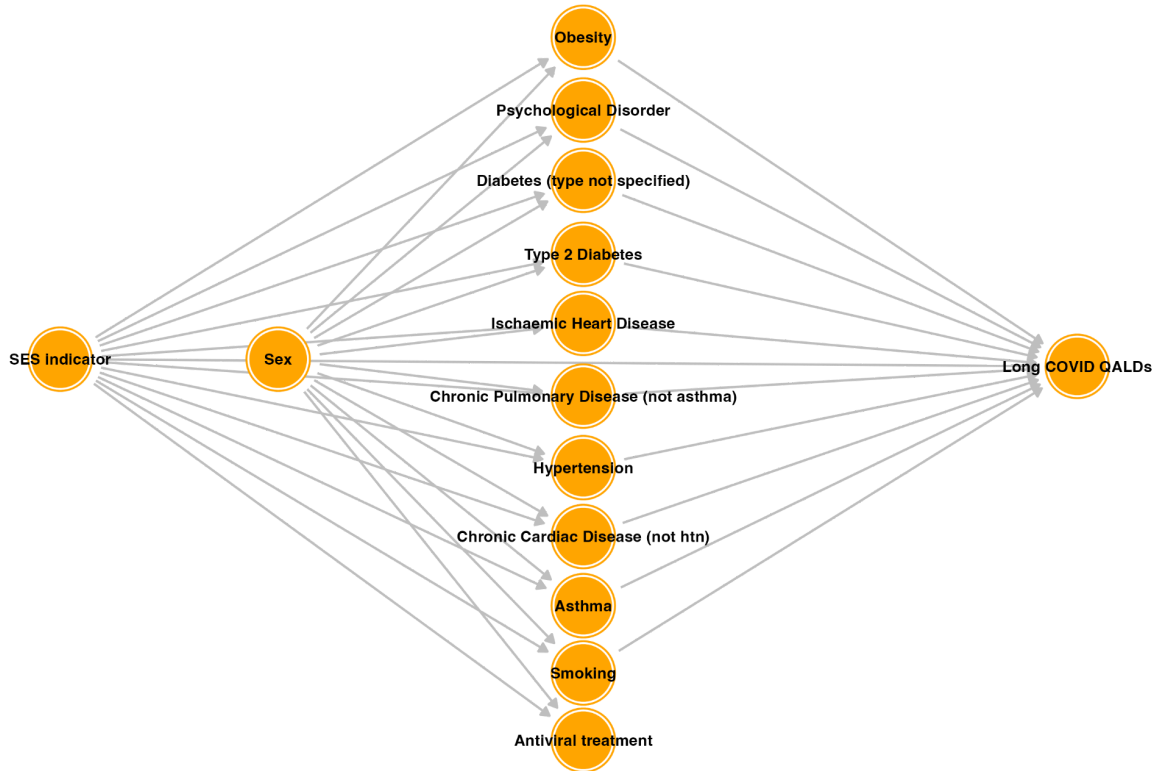 Obesity
Psychological Disorder
Diabetes (type not specified)
Type 2 Diabetes
Ischaemic Heart Disease
SES indicator
Sex
Long COVID QALDs
Chronic Pulmonary Disease (not asthma)
Hypertension
Chronic Cardiac Disease (not htn)
Asthma
Smoking
Antiviral treatment